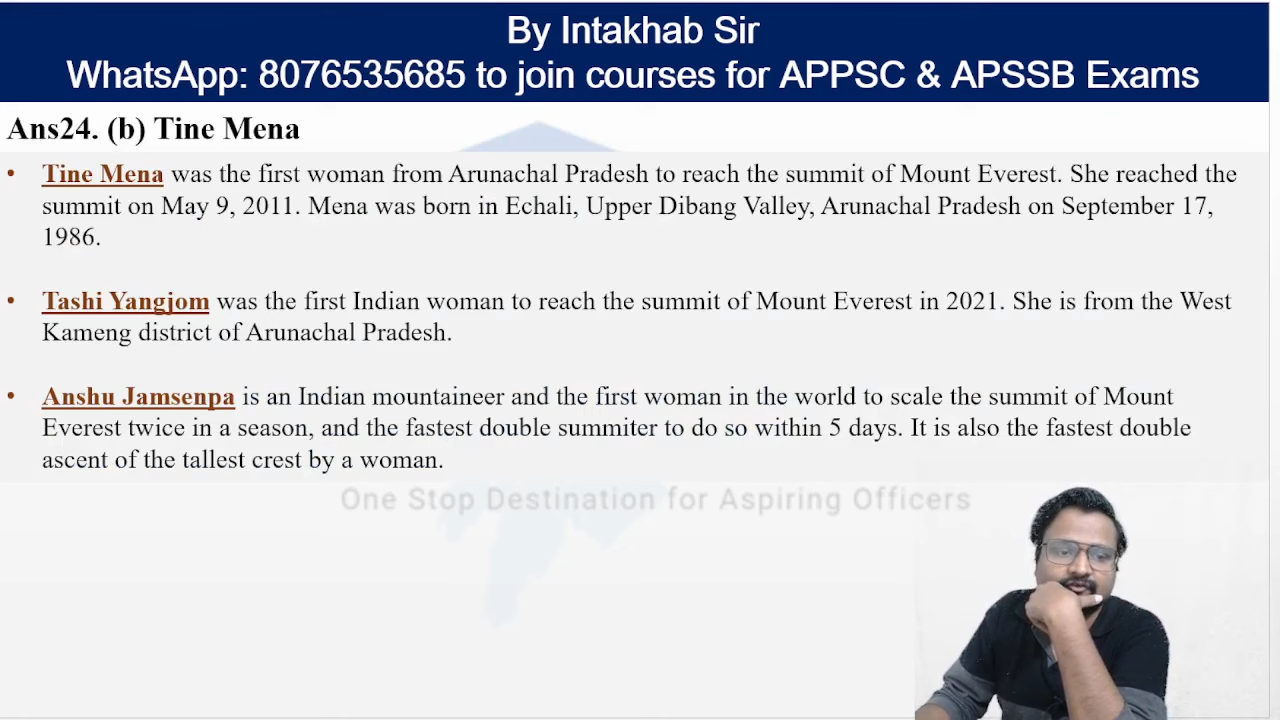 By Intakhab Sir
WhatsApp: 8076535685 to join courses for APPSC & APSSB Exams
Ans24. (b) Tine Mena
• Tine Mena was the first woman from Arunachal Pradesh to reach the summit of Mount Everest. She reached the
summit on May 9, 2011. Mena was born in Echali, Upper Dibang Valley, Arunachal Pradesh on September 17,
1986.
• Tashi Yangjom was the first Indian woman to reach the summit of Mount Everest in 2021. She is from the West
Kameng district of Arunachal Pradesh.
• Anshu Jamsenpa is an Indian mountaineer and the first woman in the world to scale the summit of Mount
Everest twice in a season, and the fastest double summiter to do so within 5 days. It is also the fastest double
ascent of the tallest crest by a woman.
One Stop Destination for Aspiring Officers